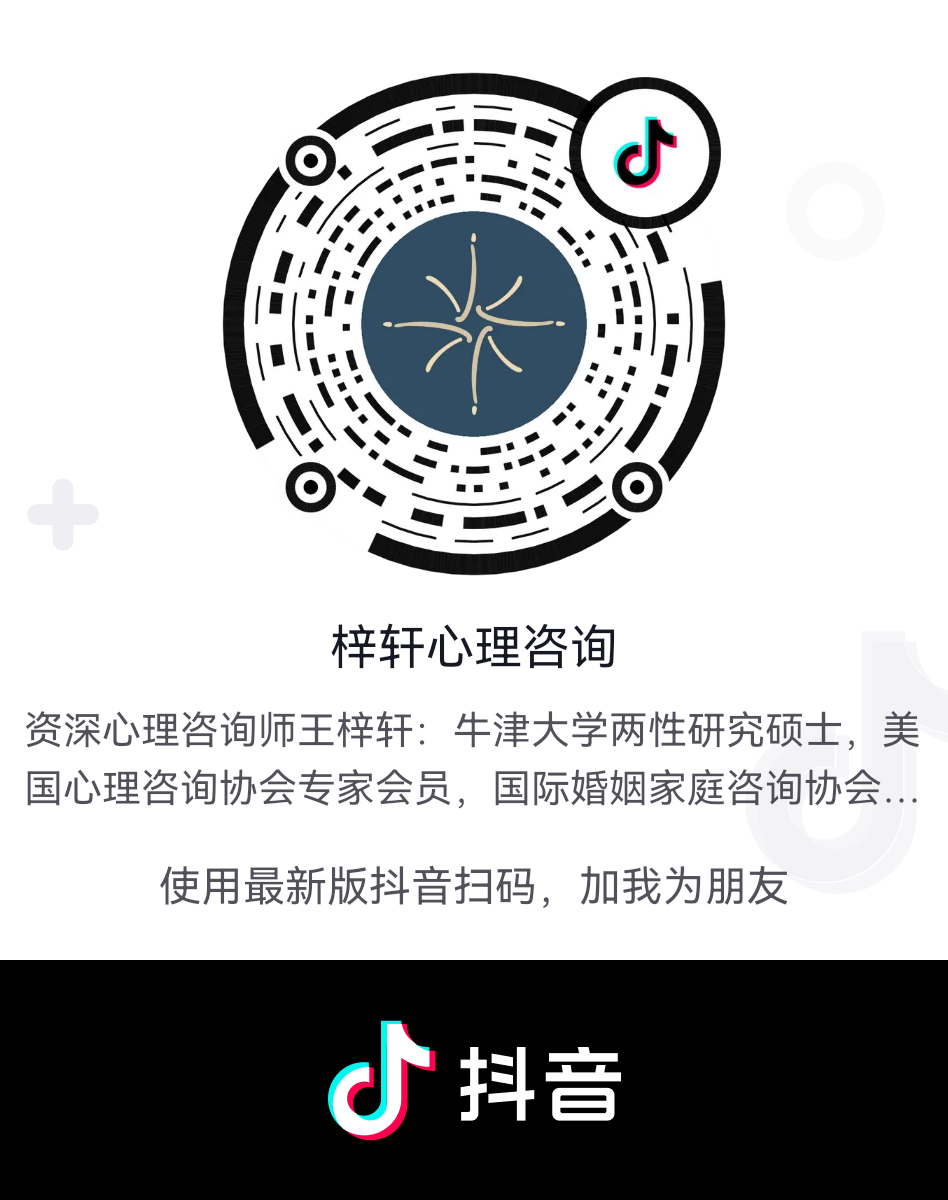 梓轩心理咨询
资深心理咨询师王梓轩：牛津大学两性研究硕士，美
国心理咨询协会专家会员，国际婚姻家庭咨询协会...
使用最新版抖音扫码，加我为朋友
抖音